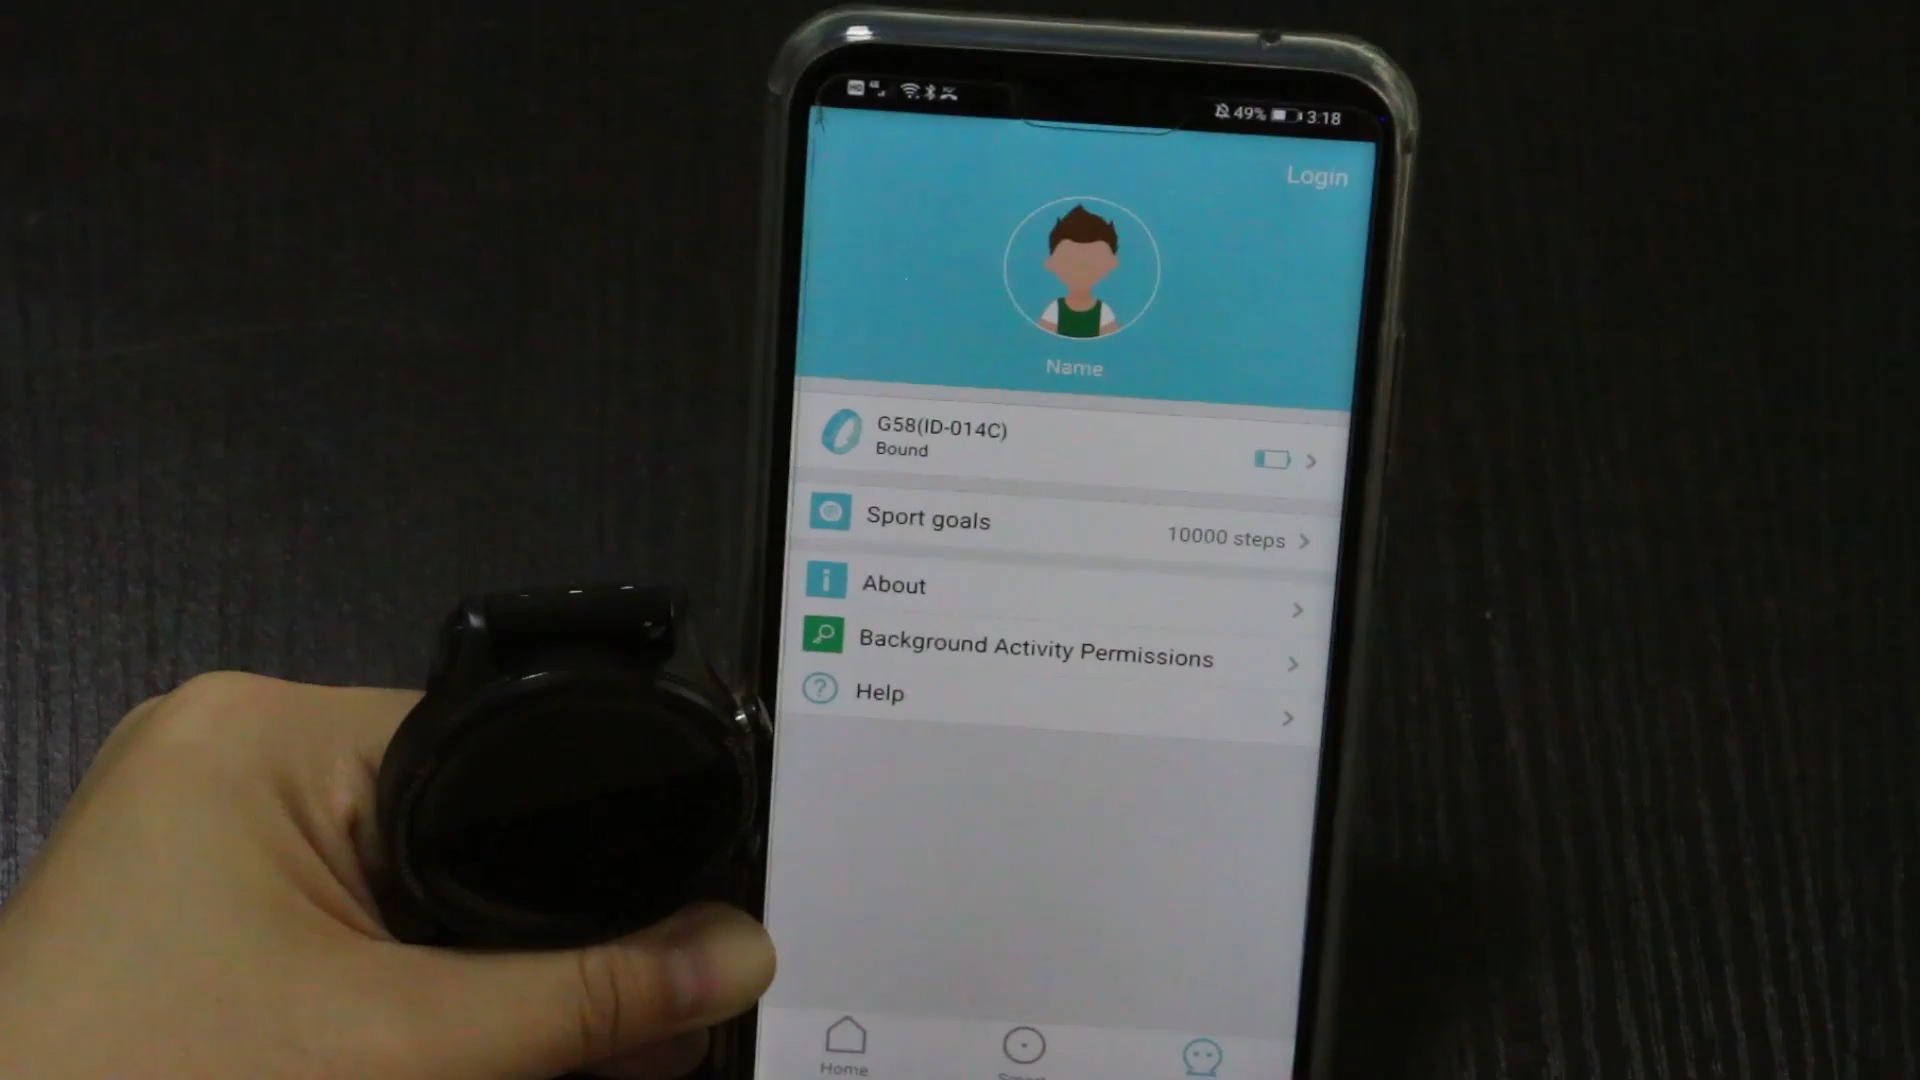 49% 3:18
Login
Name
G58(ID-014C)
Bound
Sport goals
10000 steps
About
Background Activity Permissions
Help
Home